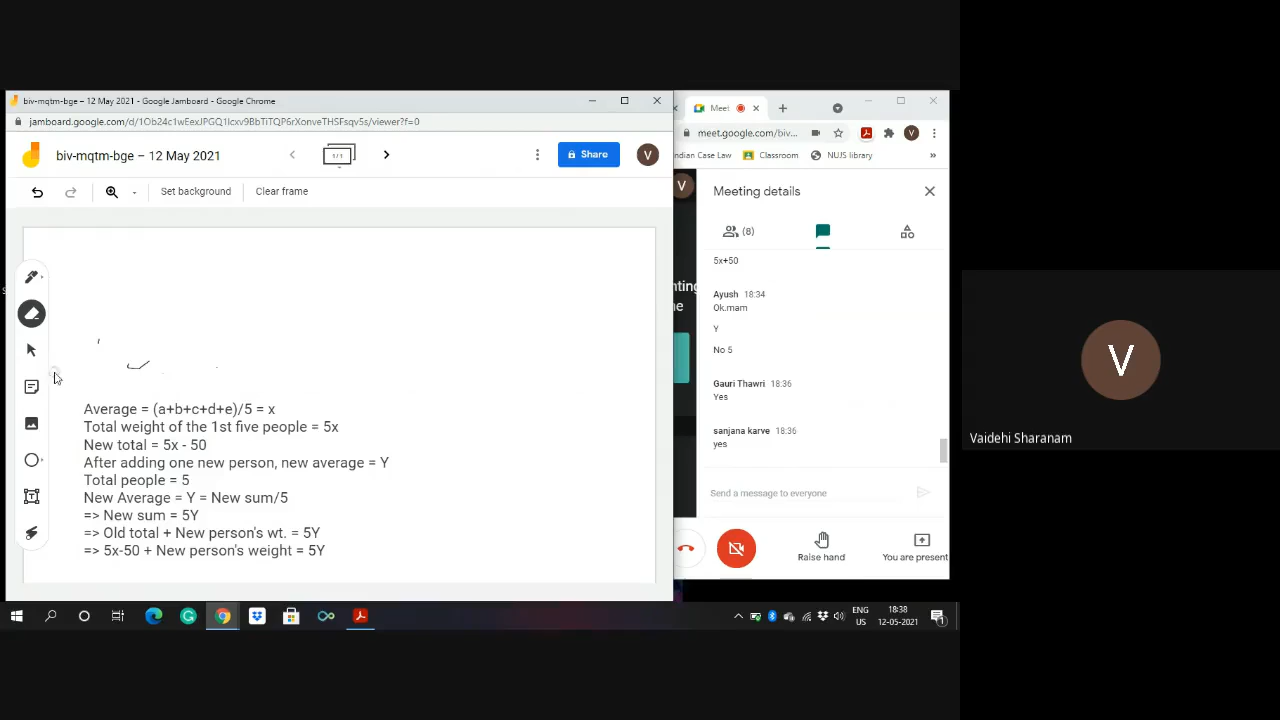 biv-mqtm-bge – 12 May 2021 - Google Jamboard - Google Chrome
Meet
jamboard.google.com/d/
/viewer?f=0
meet.google.com/biv...
V
ndian Case Law
Classroom
NUJS library
»
biv-mqtm-bge – 12 May 2021
1/1
Share
V
Set background
Clear frame
V
Meeting details
(8)
5x+50
Ayush 18:34
Ok.mam
Y
No 5
Gauri Thawri 18:36
Yes
sanjana karve 18:36
yes
nting
ne
Send a message to everyone
Raise hand
You are present
Average = (a+b+c+d+e)/5 = x
Total weight of the 1st five people = 5x
New total = 5x - 50
After adding one new person, new average = Y
Total people = 5
New Average = Y = New sum/5
=> New sum = 5Y
=> Old total + New person's wt. = 5Y
=> 5x-50 + New person's weight = 5Y
ENG
US
18:38
12-05-2021
1
V
Vaidehi Sharanam